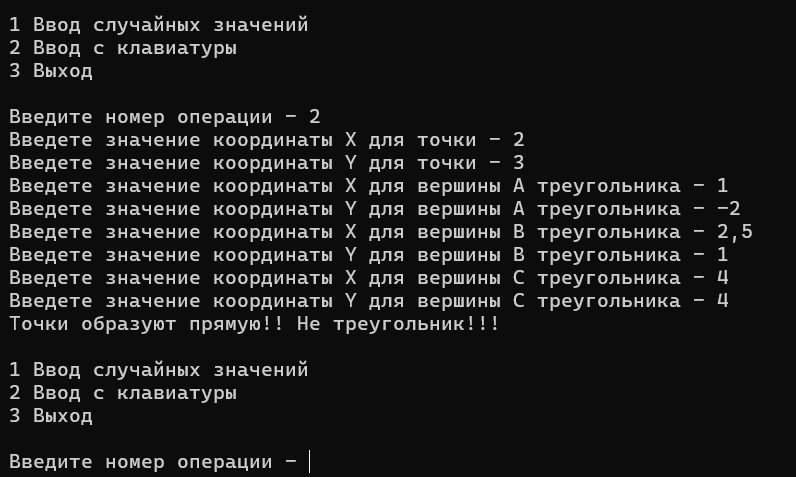 1 Ввод случайных значений
2 Ввод с клавиатуры
3 Выход
Введите номер операции - 2
Введете значение координаты X для точки - 2
Введете значение координаты Y для точки - 3
Введете значение координаты X для вершины A треугольника - 1
Введете значение координаты Y для вершины A треугольника - -2
Введете значение координаты X для вершины B треугольника - 2,5
Введете значение координаты Y для вершины B треугольника - 1
Введете значение координаты X для вершины C треугольника - 4
Введете значение координаты Y для вершины C треугольника - 4
Точки образуют прямую!! Не треугольник!!!
1 Ввод случайных значений
2 Ввод с клавиатуры
3 Выход
Введите номер операции -